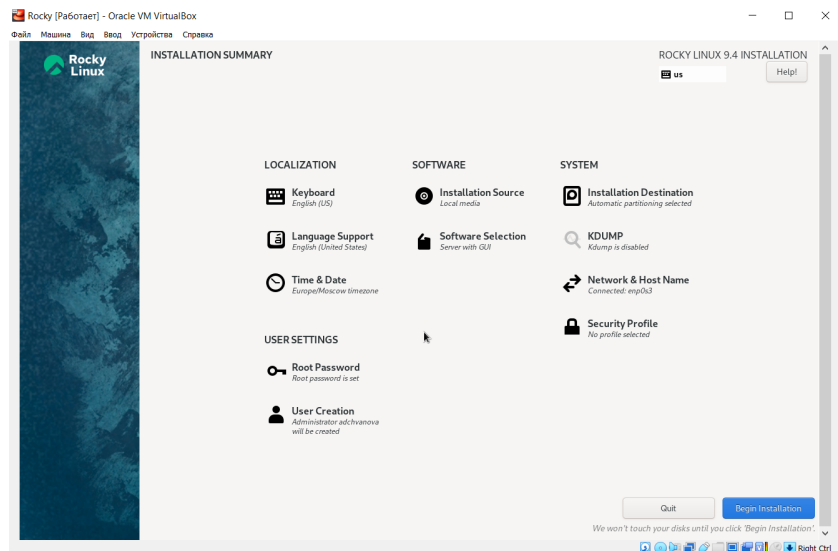 Rocky [Работает] - Oracle VM VirtualBox
Файл Машина Вид Ввод Устройства Справка
Rocky
Linux
INSTALLATION SUMMARY
ROCKY LINUX 9.4 INSTALLATION
us
Help!
LOCALIZATION
Keyboard
English (US)
Language Support
English (United States)
Time & Date
Europe/Moscow timezone
SOFTWARE
Installation Source
Local media
Software Selection
Server with GUI
SYSTEM
Installation Destination
Automatic partitioning selected
KDUMP
Kdump is disabled
Network & Host Name
Connected: enp0s3
Security Profile
No profile selected
USER SETTINGS
Root Password
Root password is set
User Creation
Administrator adchvanova
will be created
Quit
Begin Installation
We won't touch your disks until you click 'Begin Installation'.
Right Ctrl